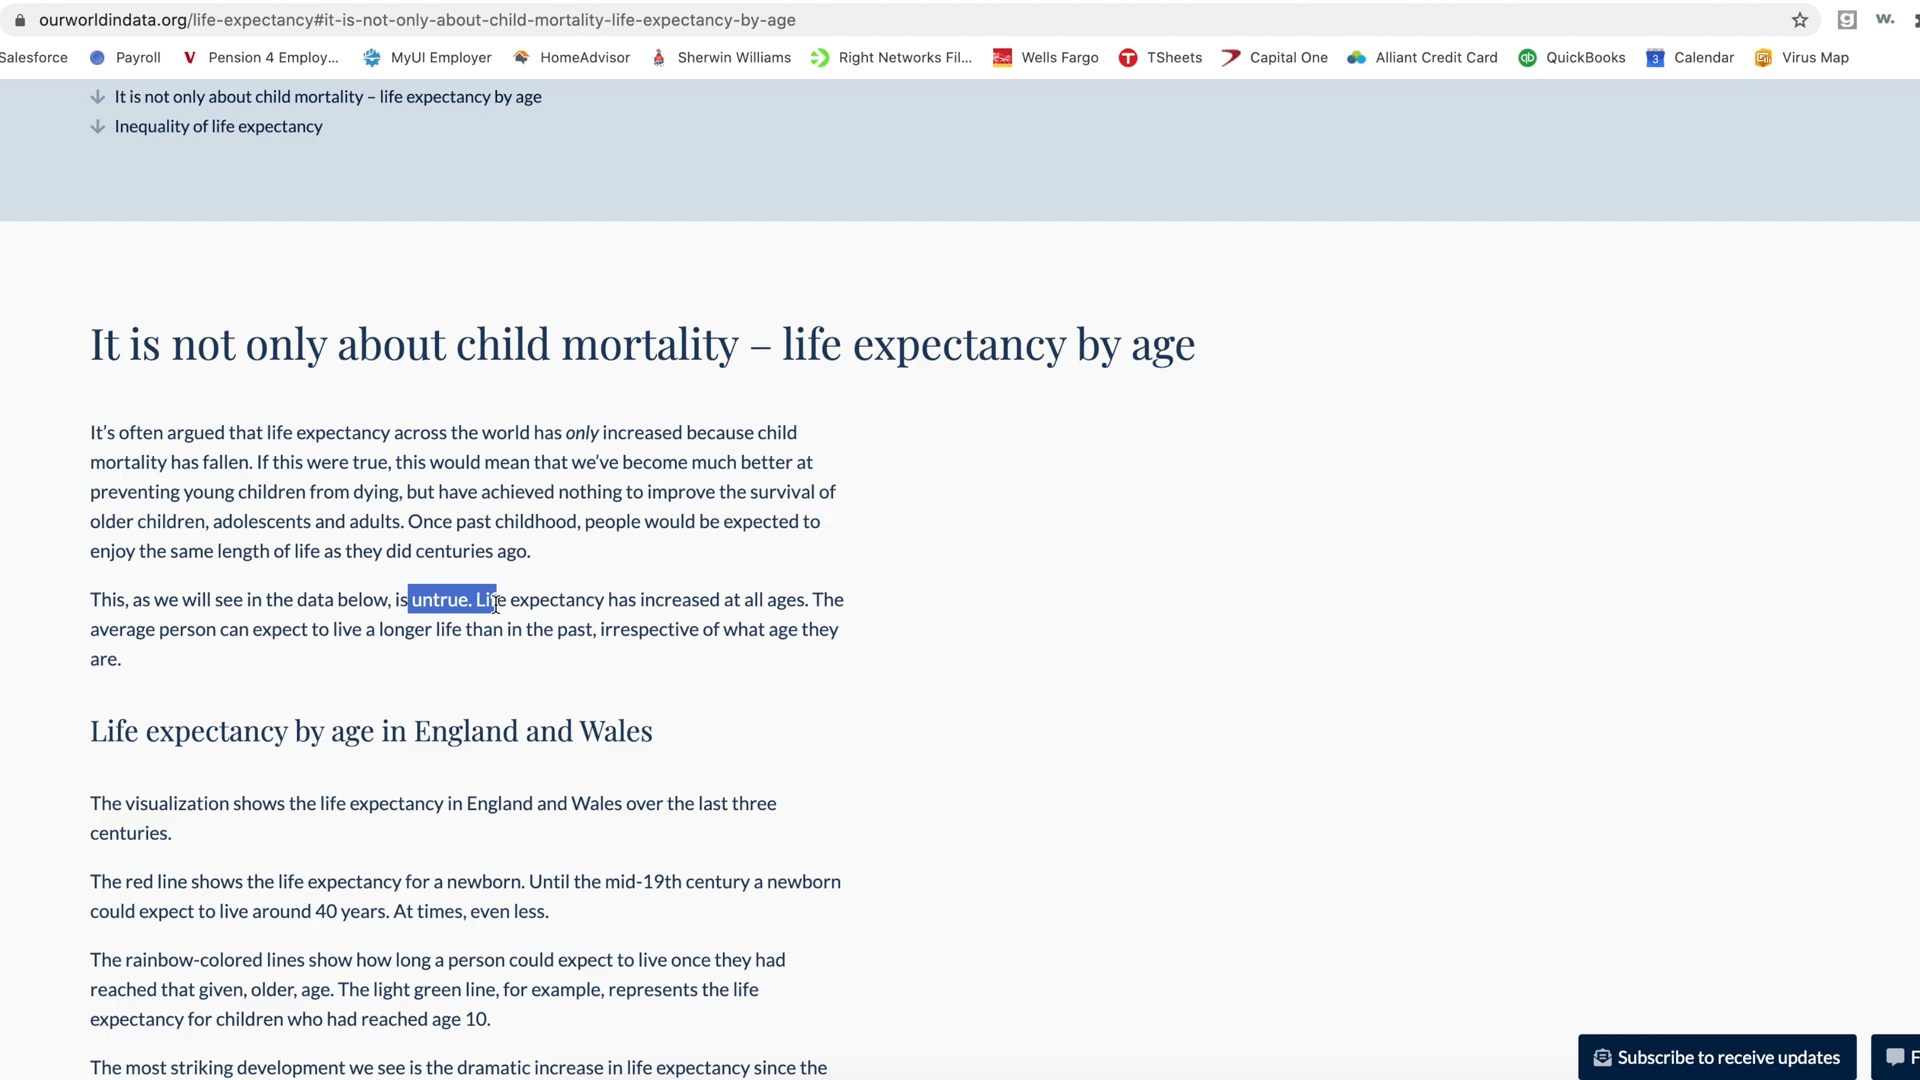 ourworldindata.org/life-expectancy#it-is-not-only-about-child-mortality-life-expectancy-by-age
w.
Salesforce Payroll Pension 4 Employ... MyUI Employer HomeAdvisor Sherwin Williams Right Networks Fil... Wells Fargo TSheets Capital One Alliant Credit Card QuickBooks 3 Calendar Virus Map
It is not only about child mortality – life expectancy by age
Inequality of life expectancy
It is not only about child mortality – life expectancy by age
It's often argued that life expectancy across the world has only increased because child
mortality has fallen. If this were true, this would mean that we've become much better at
preventing young children from dying, but have achieved nothing to improve the survival of
older children, adolescents and adults. Once past childhood, people would be expected to
enjoy the same length of life as they did centuries ago.
This, as we will see in the data below, is untrue. Life expectancy has increased at all ages. The
average person can expect to live a longer life than in the past, irrespective of what age they
are.
Life expectancy by age in England and Wales
The visualization shows the life expectancy in England and Wales over the last three
centuries.
The red line shows the life expectancy for a newborn. Until the mid-19th century a newborn
could expect to live around 40 years. At times, even less.
The rainbow-colored lines show how long a person could expect to live once they had
reached that given, older, age. The light green line, for example, represents the life
expectancy for children who had reached age 10.
The most striking development we see is the dramatic increase in life expectancy since the
Subscribe to receive updates
F